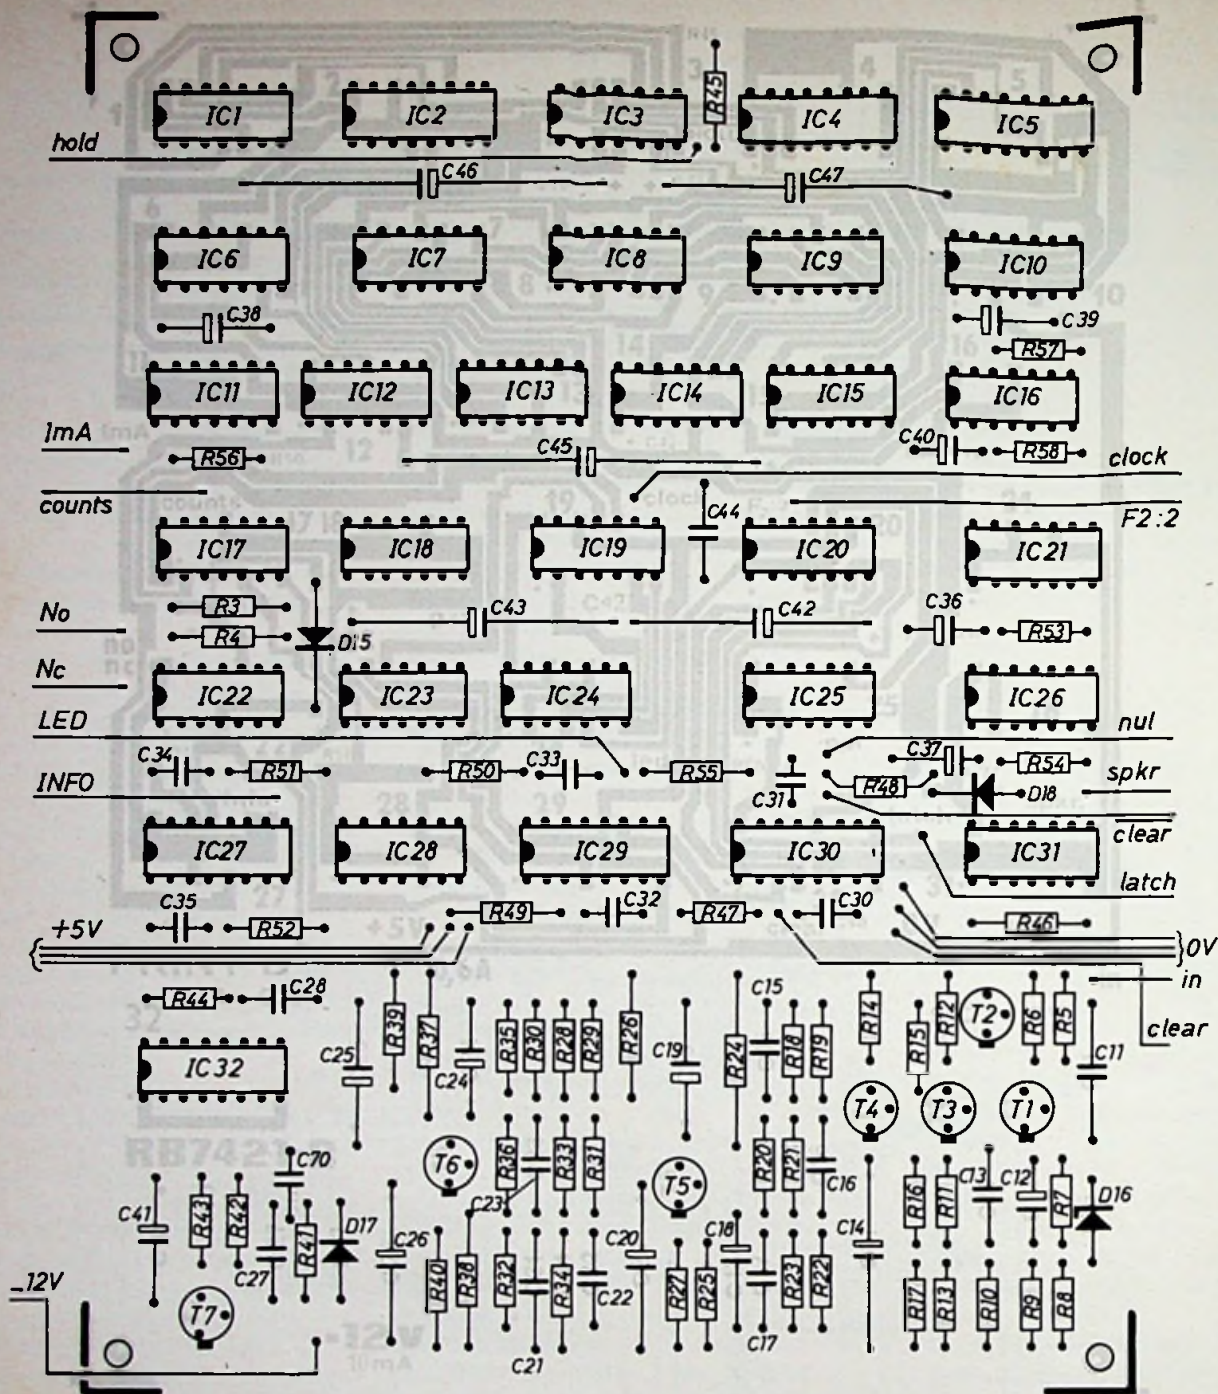 IC1 IC2 IC3 R45 IC4 IC5
hold
C46 C47
IC6 IC7 IC8 IC9 IC10
C38 C39
R57
IC11 IC12 IC13 IC14 IC15 IC16
1mA
R56 C45 C40 R58
clock
counts
C44 F2:2
IC17 IC18 IC19 IC20 IC21
R3 C43 C42 C36
No
R4 D15 R53
Nc
IC22 IC23 IC24 IC25 IC26
LED nul
C34 R51 R50 C33 R55 C37 R54
INFO C31 R48 D18 spkr
clear
IC27 IC28 IC29 IC30 IC31
latch
C35 R52 R49 C32 R47 C30 R46
+5V 0V
in
R44 C28 R39 R37 R35 R30 R28 R29 R26 C15 R14 R12 T2 R6 R5
clear
IC32 C25 C24 C19 R24 R18 R19 R15 C11
T4 T3 T1
C70 T6 R36 R33 R31 T5 R20 R21 C16 C13 C12 D16
C23
C41 R43 R42 D17 C26 C20 C18 C14 R16 R11 R7
C27 R41 R40 R38 R32 R34 C22 R27 R25 R23 R22 R17 R13 R10 R9 R8
_12V
T7 C21 C17
RB7421
-12V
10mA